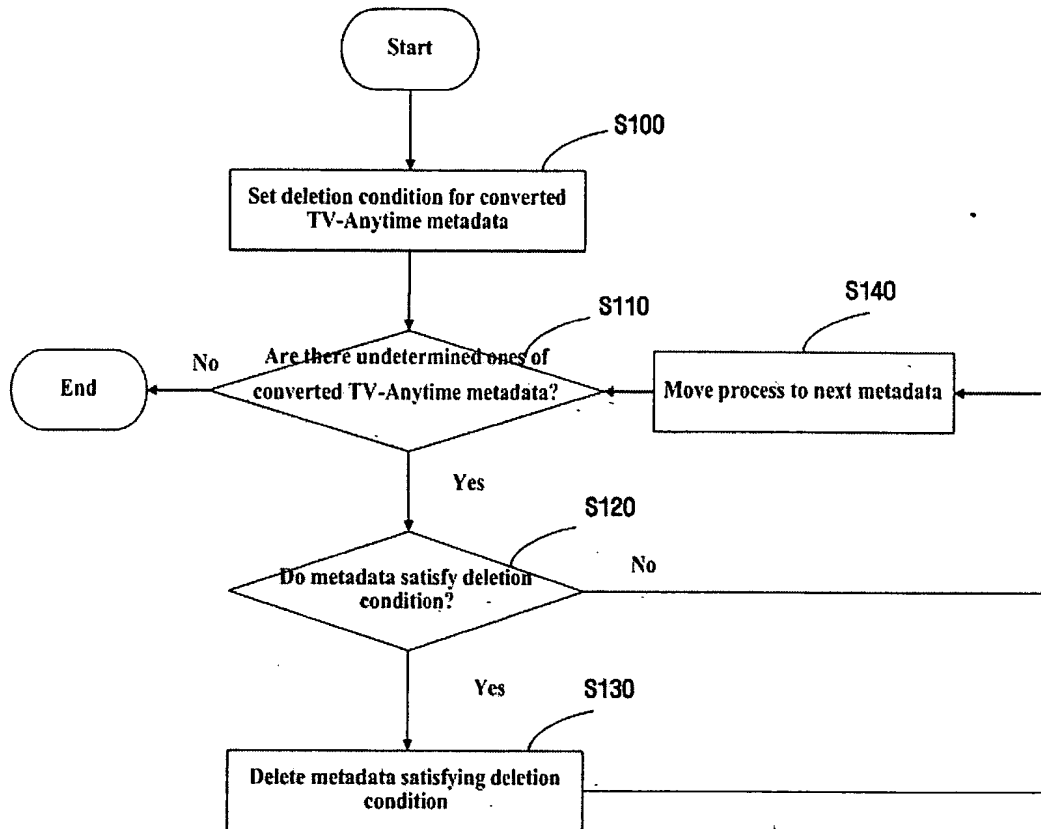 Start
S100
Set deletion condition for converted
TV-Anytime metadata
S110
S140
No
Are there undetermined ones of
converted TV-Anytime metadata?
End
Move process to next metadata
Yes
S120
Do metadata satisfy deletion
condition?
No
Yes
S130
Delete metadata satisfying deletion
condition